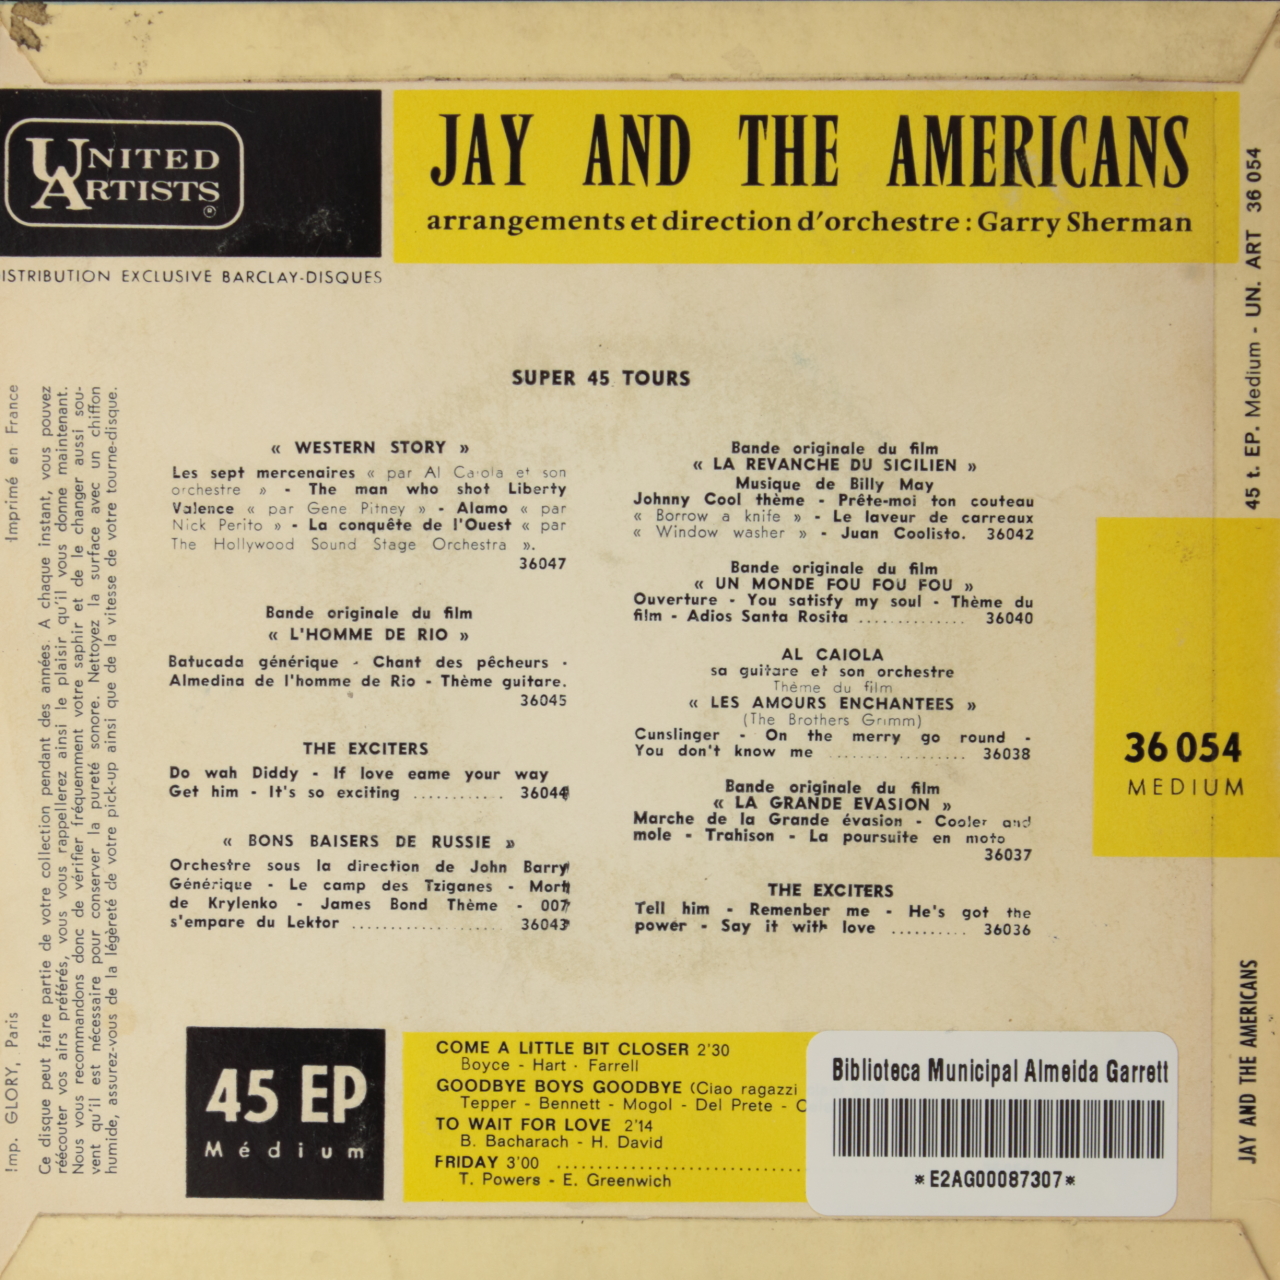 UNITED
ARTISTS
®
ISTRIBUTION EXCLUSIVE BARCLAY-DISQUES
JAY AND THE AMERICANS
arrangements et direction d'orchestre : Garry Sherman
SUPER 45 TOURS
« WESTERN STORY »
Les sept mercenaires « par Al Caiola et son
orchestre » - The man who shot Liberty
Valence « par Gene Pitney » - Alamo « par
Nick Perito » - La conquête de l'Ouest « par
The Hollywood Sound Stage Orchestra ».
36047
Bande originale du film
« L'HOMME DE RIO »
Batucada générique - Chant des pêcheurs -
Almedina de l'homme de Rio - Thème guitare.
36045
THE EXCITERS
Do wah Diddy - If love eame your way
Get him - It's so exciting ........... 36044
« BONS BAISERS DE RUSSIE »
Orchestre sous la direction de John Barry
Générique - Le camp des Tziganes - Mort
de Krylenko - James Bond Thème - 007
s'empare du Lektor .................. 36043
Bande originale du film
« LA REVANCHE DU SICILIEN »
Musique de Billy May
Johnny Cool thème - Prête-moi ton couteau
« Borrow a knife » - Le laveur de carreaux
« Window washer » - Juan Coolisto. 36042
Bande originale du film
« UN MONDE FOU FOU FOU »
Ouverture - You satisfy my soul - Thème du
film - Adios Santa Rosita .............. 36040
AL CAIOLA
sa guitare et son orchestre
Thème du film
« LES AMOURS ENCHANTEES »
(The Brothers Grimm)
Cunslinger - On the merry go round -
You don't know me .................. 36038
Bande originale du film
« LA GRANDE EVASION »
Marche de la Grande évasion - Cooler and
mole - Trahison - La poursuite en moto
36037
THE EXCITERS
Tell him - Remenber me - He's got the
power - Say it with love .......... 36036
45 EP
Médium
COME A LITTLE BIT CLOSER 2'30
Boyce - Hart - Farrell
GOODBYE BOYS GOODBYE (Ciao ragazzi
Tepper - Bennett - Mogol - Del Prete - C
TO WAIT FOR LOVE 2'14
B. Bacharach - H. David
FRIDAY 3'00 ..................................
T. Powers - E. Greenwich
Biblioteca Municipal Almeida Garrett
*E2AG00087307*
36 054
MEDIUM
45 t. EP. Medium - UN. ART 36 054
JAY AND THE AMERICANS
Imp. GLORY, Paris
Imprimé en France
Ce disque peut faire partie de votre collection pendant des années. A chaque instant, vous pouvez
réécouter vos airs préférés, vous vous rappellerez ainsi le plaisir qu'il vous donne maintenant.
Nous vous recommandons donc de vérifier fréquemment votre saphir et de le changer aussi sou-
vent qu'il est nécessaire pour conserver la pureté sonore. Nettoyez la surface avec un chiffon
humide, assurez-vous de la légèreté de votre pick-up ainsi que de la vitesse de votre tourne-disque.